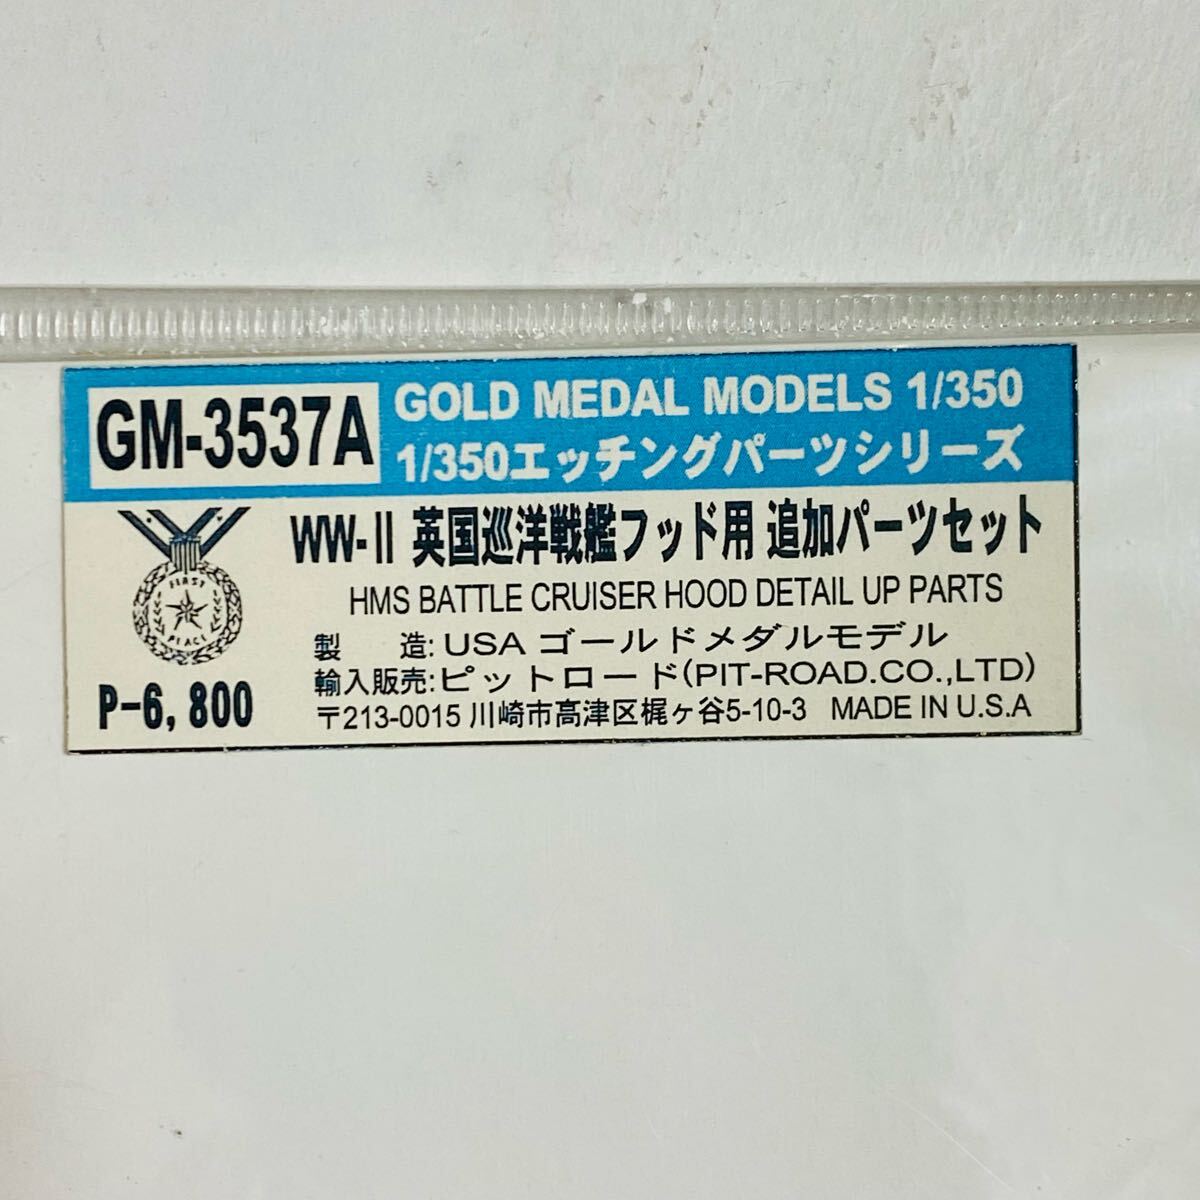 GM-3537A
GOLD MEDAL MODELS 1/350
1/350エッチングパーツシリーズ
FIRST
PLACE
P-6,800
WW-II 英国巡洋戦艦フッド用 追加パーツセット
HMS BATTLE CRUISER HOOD DETAIL UP PARTS
製　　造: USA ゴールドメダルモデル
輸入販売:ピットロード(PIT-ROAD.CO.,LTD)
〒213-0015 川崎市高津区梶ヶ谷5-10-3 MADE IN U.S.A